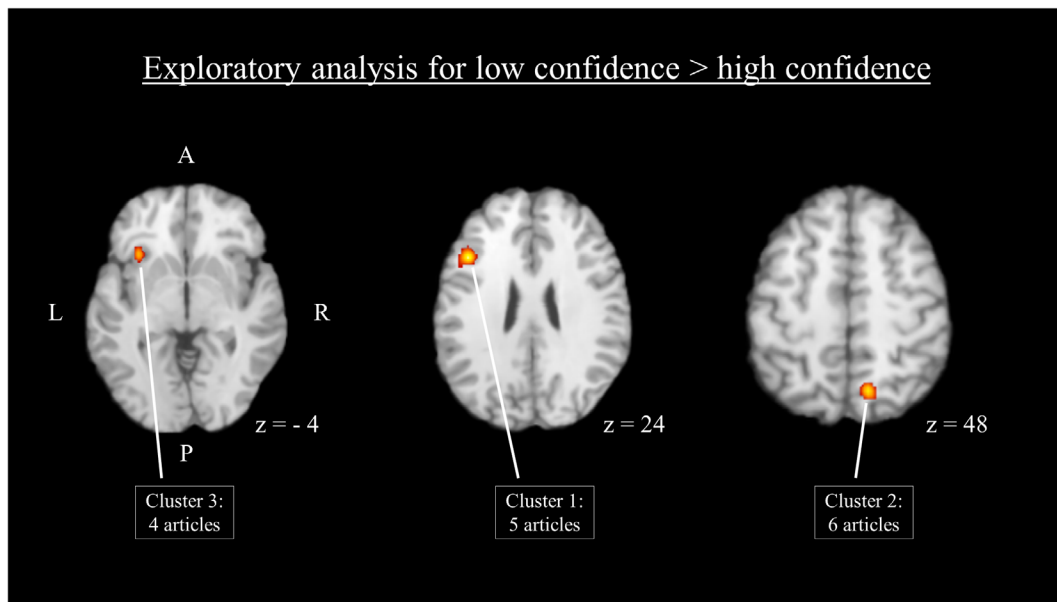 Exploratory analysis for low confidence > high confidence
A
L
R
z = - 4
z = 24
z = 48
P
Cluster 3:
4 articles
Cluster 1:
5 articles
Cluster 2:
6 articles